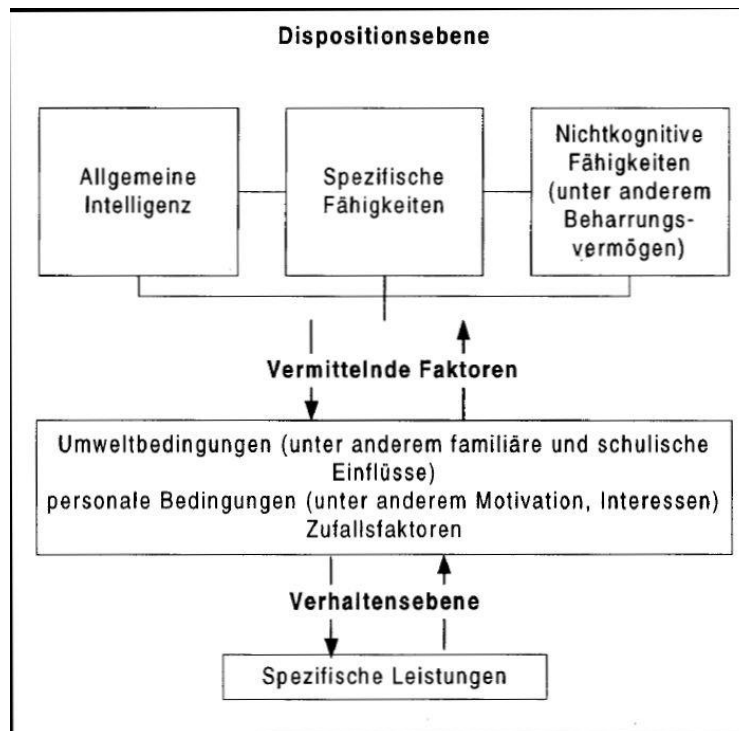 Dispositionsebene
Allgemeine
Intelligenz
Spezifische
Fähigkeiten
Nichtkognitive
Fähigkeiten
(unter anderem
Beharrungs-
vermögen)
Vermittelnde Faktoren
Umweltbedingungen (unter anderem familiäre und schulische
Einflüsse)
personale Bedingungen (unter anderem Motivation, Interessen)
Zufallsfaktoren
Verhaltensebene
Spezifische Leistungen